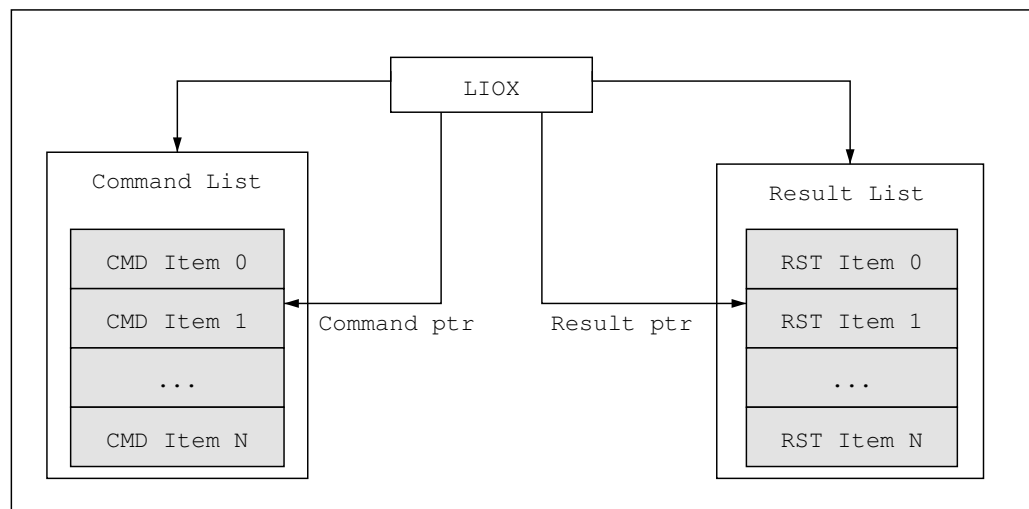 LIOX
Command List
CMD Item 0
CMD Item 1
...
CMD Item N
Command ptr
Result ptr
Result List
RST Item 0
RST Item 1
...
RST Item N